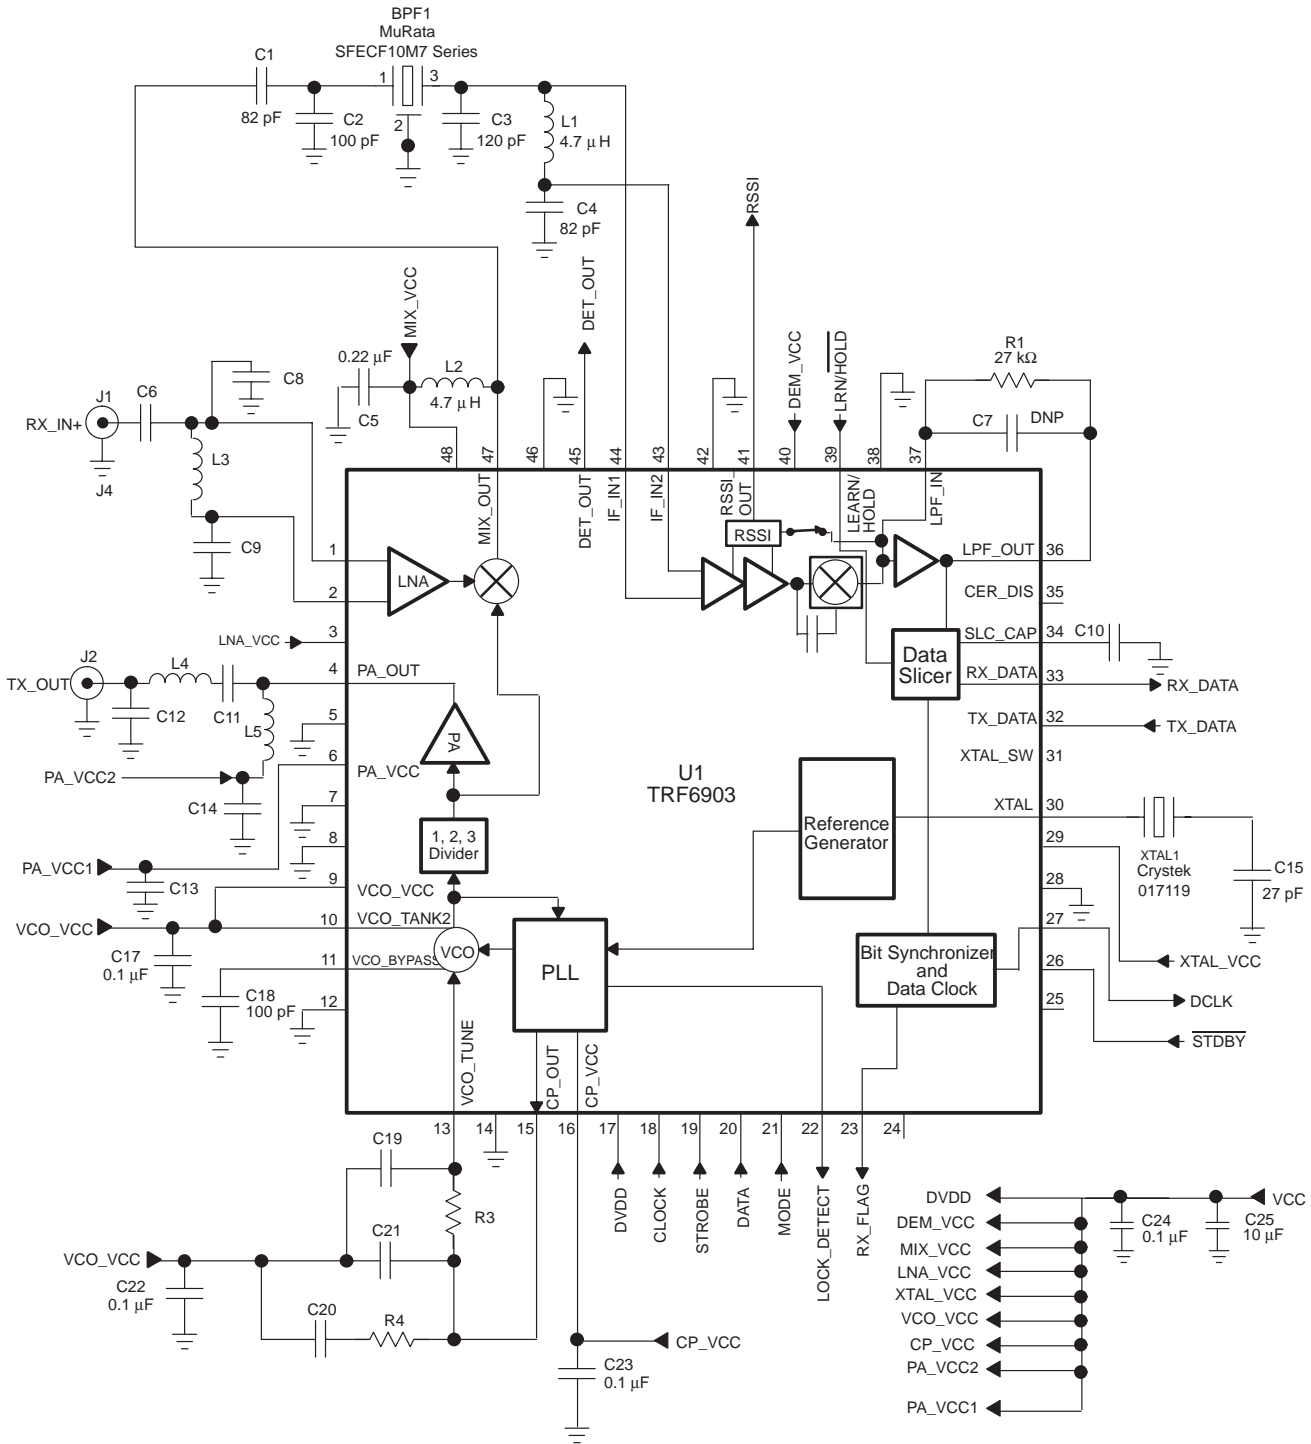 BPF1
MuRata
SFECF10M7 Series
C1
82 pF
1
3
2
C2
100 pF
C3
120 pF
L1
4.7 μH
C4
82 pF
RSSI
DET_OUT
MIX_VCC
0.22 μF
C5
L2
4.7 μH
DEM_VCC
LRN/HOLD
R1
27 kΩ
C7
DNP
J1
RX_IN+
J4
C6
C8
L3
C9
48
47
46
45
44
43
42
41
40
39
38
37
MIX_OUT
DET_OUT
IF_IN1
IF_IN2
RSSI_
OUT
LEARN/
HOLD
LPF_IN
RSSI
LNA
1
2
3
LNA_VCC
J2
TX_OUT
L4
C12
C11
L5
4
PA_OUT
5
6
PA_VCC
PA_VCC2
C14
7
8
PA_VCC1
C13
9
VCO_VCC
10
VCO_TANK2
VCO_VCC
C17
0.1 μF
11
VCO_BYPASS
C18
100 pF
12
PA
1, 2, 3
Divider
VCO
PLL
U1
TRF6903
Reference
Generator
Data
Slicer
Bit Synchronizer
and
Data Clock
LPF_OUT
36
CER_DIS
35
SLC_CAP
34
C10
RX_DATA
33
RX_DATA
TX_DATA
32
TX_DATA
XTAL_SW
31
XTAL
30
29
XTAL1
Crystek
017119
C15
27 pF
28
27
26
25
XTAL_VCC
DCLK
STDBY
VCO_TUNE
CP_OUT
CP_VCC
13
14
15
16
17
18
19
20
21
22
23
24
DVDD
CLOCK
STROBE
DATA
MODE
LOCK_DETECT
RX_FLAG
C19
R3
C21
VCO_VCC
C22
0.1 μF
C20
R4
CP_VCC
C23
0.1 μF
DVDD
DEM_VCC
MIX_VCC
LNA_VCC
XTAL_VCC
VCO_VCC
CP_VCC
PA_VCC2
PA_VCC1
VCC
C24
0.1 μF
C25
10 μF